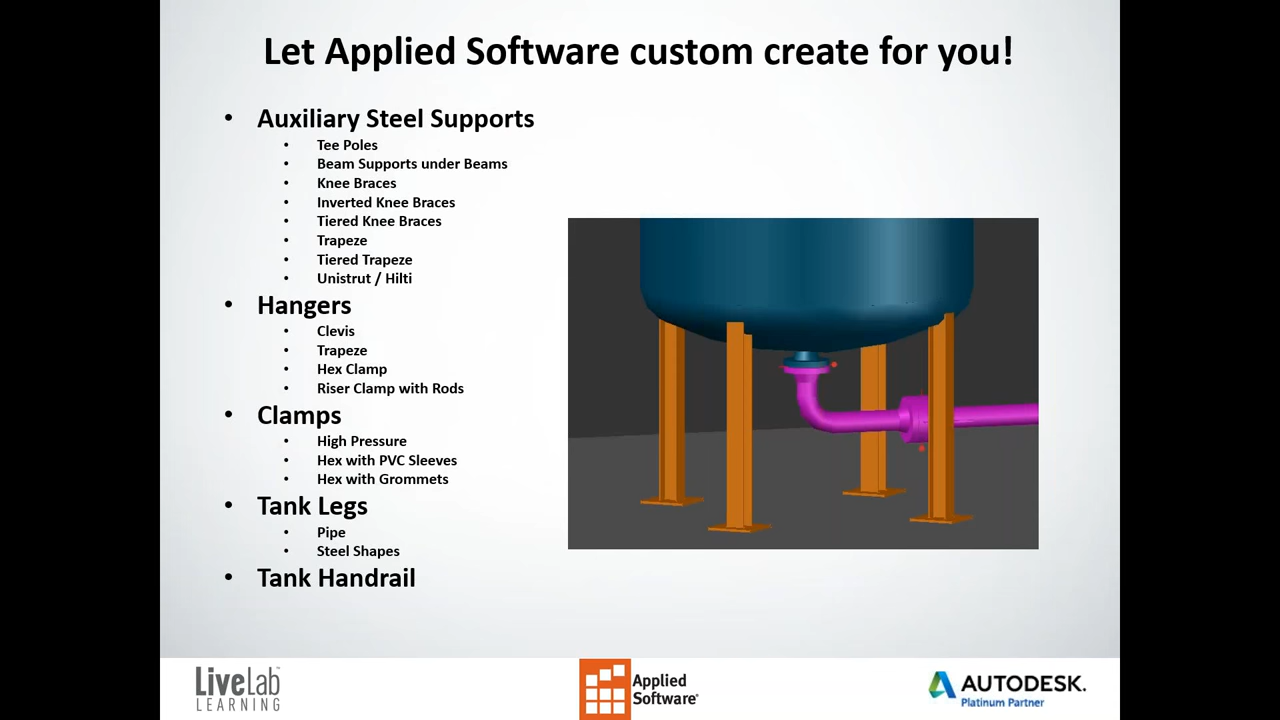 Let Applied Software custom create for you!
• Auxiliary Steel Supports
• Tee Poles
• Beam Supports under Beams
• Knee Braces
• Inverted Knee Braces
• Tiered Knee Braces
• Trapeze
• Tiered Trapeze
• Unistrut / Hilti
• Hangers
• Clevis
• Trapeze
• Hex Clamp
• Riser Clamp with Rods
• Clamps
• High Pressure
• Hex with PVC Sleeves
• Hex with Grommets
• Tank Legs
• Pipe
• Steel Shapes
• Tank Handrail
LiveLab™
LEARNING
Applied
Software®
AUTODESK.
Platinum Partner